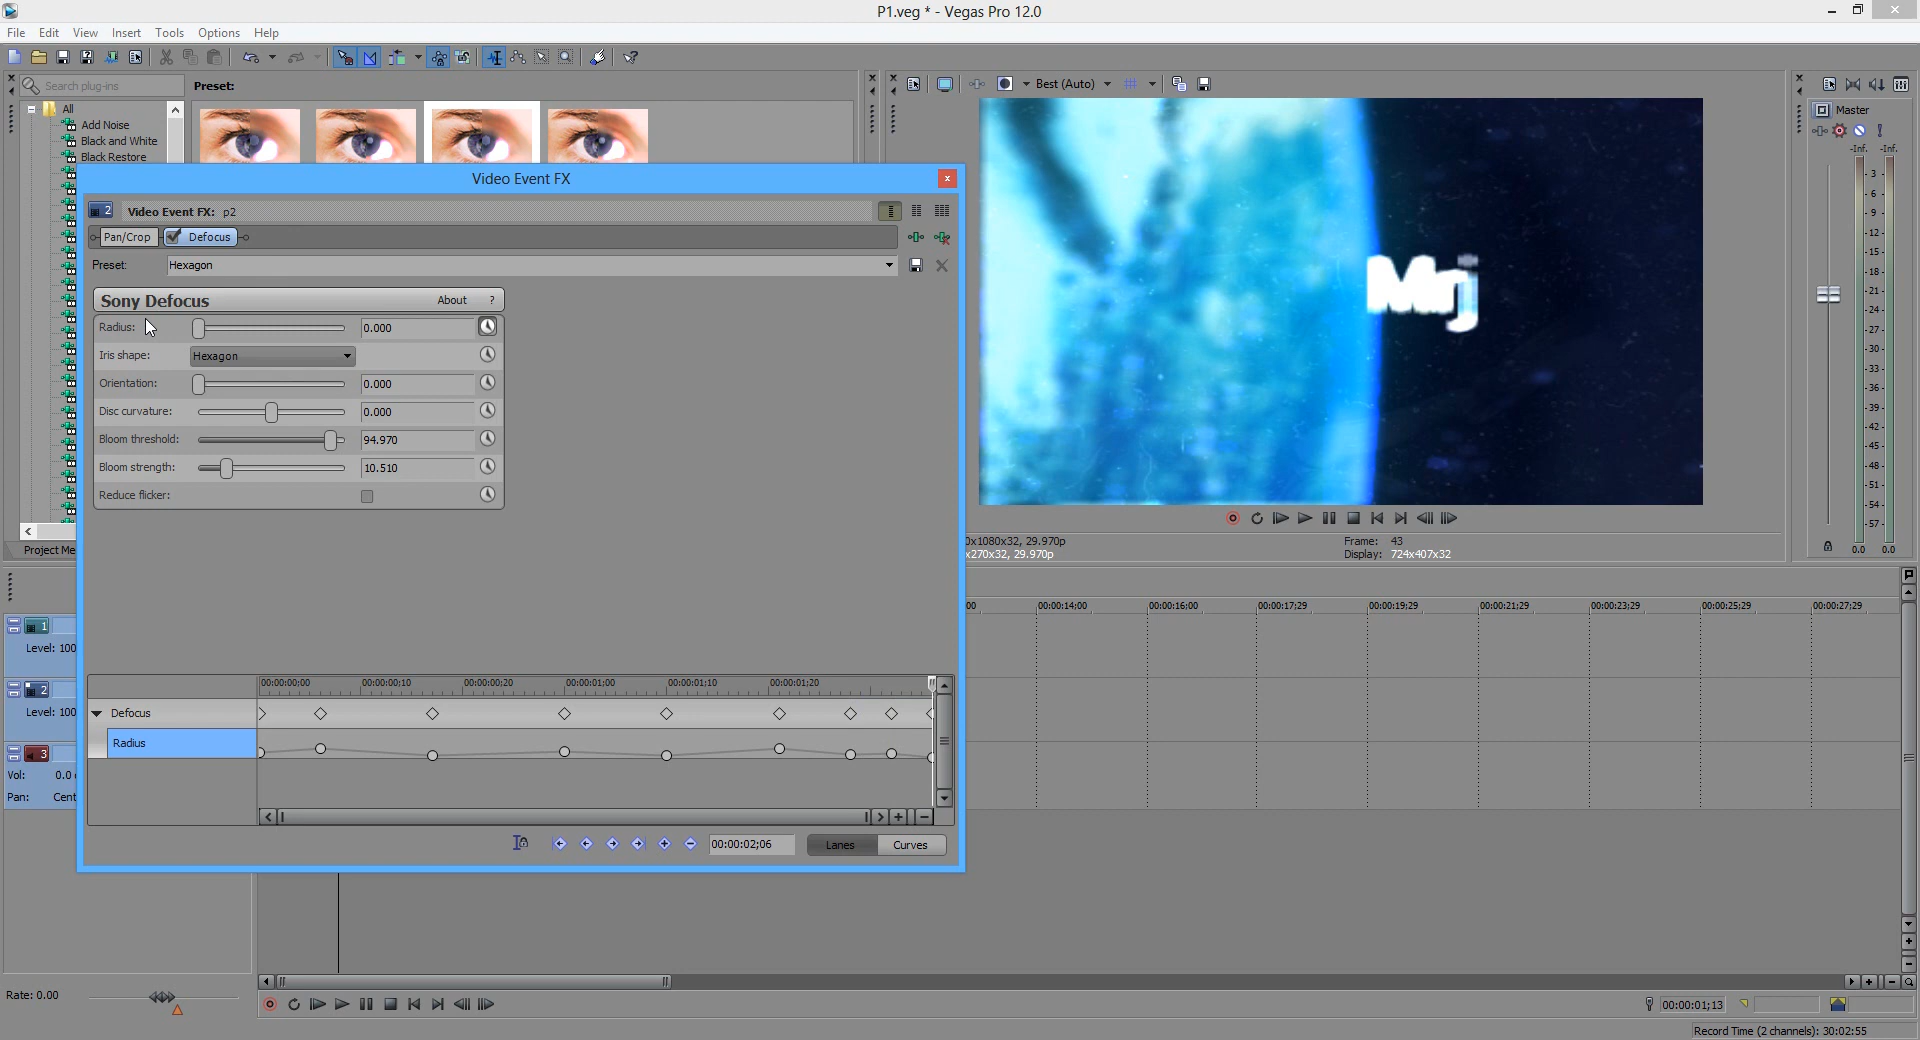 P1.veg * - Vegas Pro 12.0
File Edit View Insert Tools Options Help
Search plug-ins
Preset:
Best (Auto)
All
Add Noise
Black and White
Black Restore
Master
-Inf. -Inf.
3
6
9
12
15
18
21
24
27
30
33
36
39
42
45
48
51
54
57
0.0 0.0
Video Event FX
2 Video Event FX: p2
Pan/Crop Defocus
Preset: Hexagon
Sony Defocus About ?
Radius: 0.000
Iris shape: Hexagon
Orientation: 0.000
Disc curvature: 0.000
Bloom threshold: 94.970
Bloom strength: 10.510
Reduce flicker:
Mrj
Project Me
0x1080x32, 29.970p
x270x32, 29.970p
Frame: 43
Display: 724x407x32
00 00:00:14;00 00:00:16;00 00:00:17;29 00:00:19;29 00:00:21;29 00:00:23;29 00:00:25;29 00:00:27;29
1
Level: 100
2
Level: 100
3
Vol: 0.0
Pan: Cent
00:00:00;00 00:00:00;10 00:00:00;20 00:00:01;00 00:00:01;10 00:00:01;20
Defocus
Radius
00:00:02;06
Lanes Curves
Rate: 0.00
00:00:01;13
Record Time (2 channels): 30:02:55